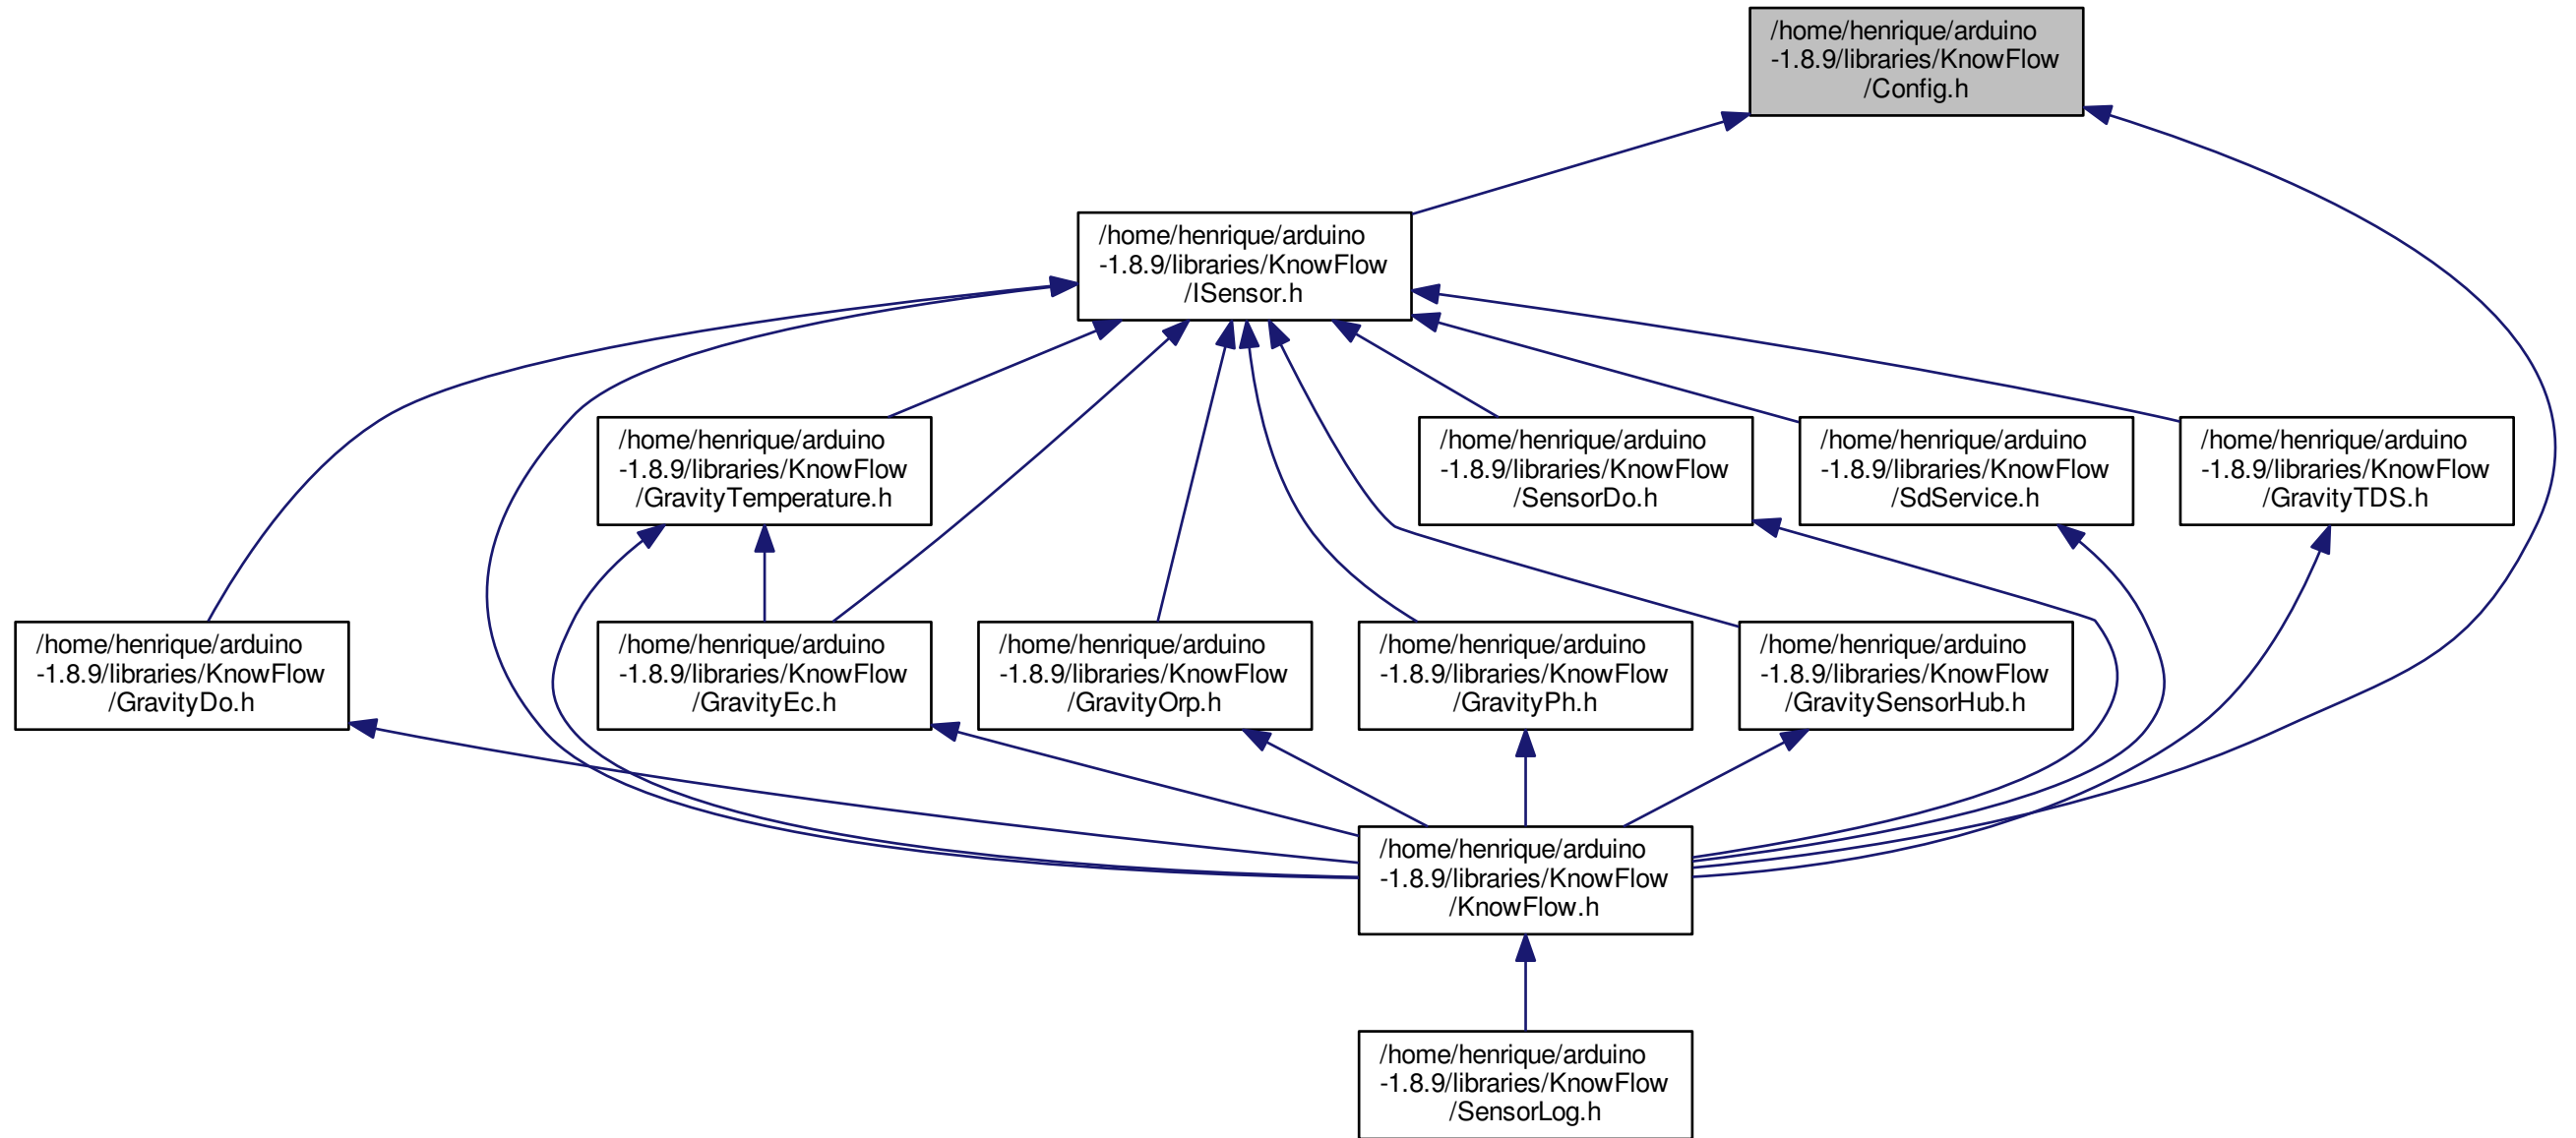 /home/henrique/arduino
-1.8.9/libraries/KnowFlow
/Config.h
/home/henrique/arduino
-1.8.9/libraries/KnowFlow
/ISensor.h
/home/henrique/arduino
-1.8.9/libraries/KnowFlow
/GravityTemperature.h
/home/henrique/arduino
-1.8.9/libraries/KnowFlow
/SensorDo.h
/home/henrique/arduino
-1.8.9/libraries/KnowFlow
/SdService.h
/home/henrique/arduino
-1.8.9/libraries/KnowFlow
/GravityTDS.h
/home/henrique/arduino
-1.8.9/libraries/KnowFlow
/GravityDo.h
/home/henrique/arduino
-1.8.9/libraries/KnowFlow
/GravityEc.h
/home/henrique/arduino
-1.8.9/libraries/KnowFlow
/GravityOrp.h
/home/henrique/arduino
-1.8.9/libraries/KnowFlow
/GravityPh.h
/home/henrique/arduino
-1.8.9/libraries/KnowFlow
/GravitySensorHub.h
/home/henrique/arduino
-1.8.9/libraries/KnowFlow
/KnowFlow.h
/home/henrique/arduino
-1.8.9/libraries/KnowFlow
/SensorLog.h